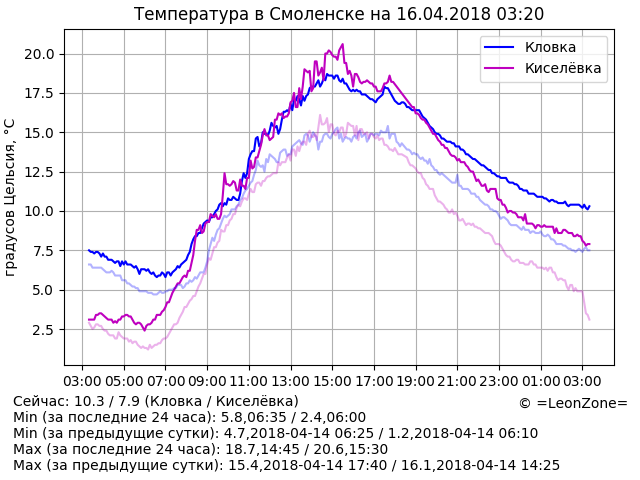 Температура в Смоленске на 16.04.2018 03:20
Кловка
Киселёвка
градусов Цельсия, °C
20.0
17.5
15.0
12.5
10.0
7.5
5.0
2.5
03:00 05:00 07:00 09:00 11:00 13:00 15:00 17:00 19:00 21:00 23:00 01:00 03:00
Сейчас: 10.3 / 7.9 (Кловка / Киселёвка)
© =LeonZone=
Min (за последние 24 часа): 5.8,06:35 / 2.4,06:00
Min (за предыдущие сутки): 4.7,2018-04-14 06:25 / 1.2,2018-04-14 06:10
Max (за последние 24 часа): 18.7,14:45 / 20.6,15:30
Max (за предыдущие сутки): 15.4,2018-04-14 17:40 / 16.1,2018-04-14 14:25